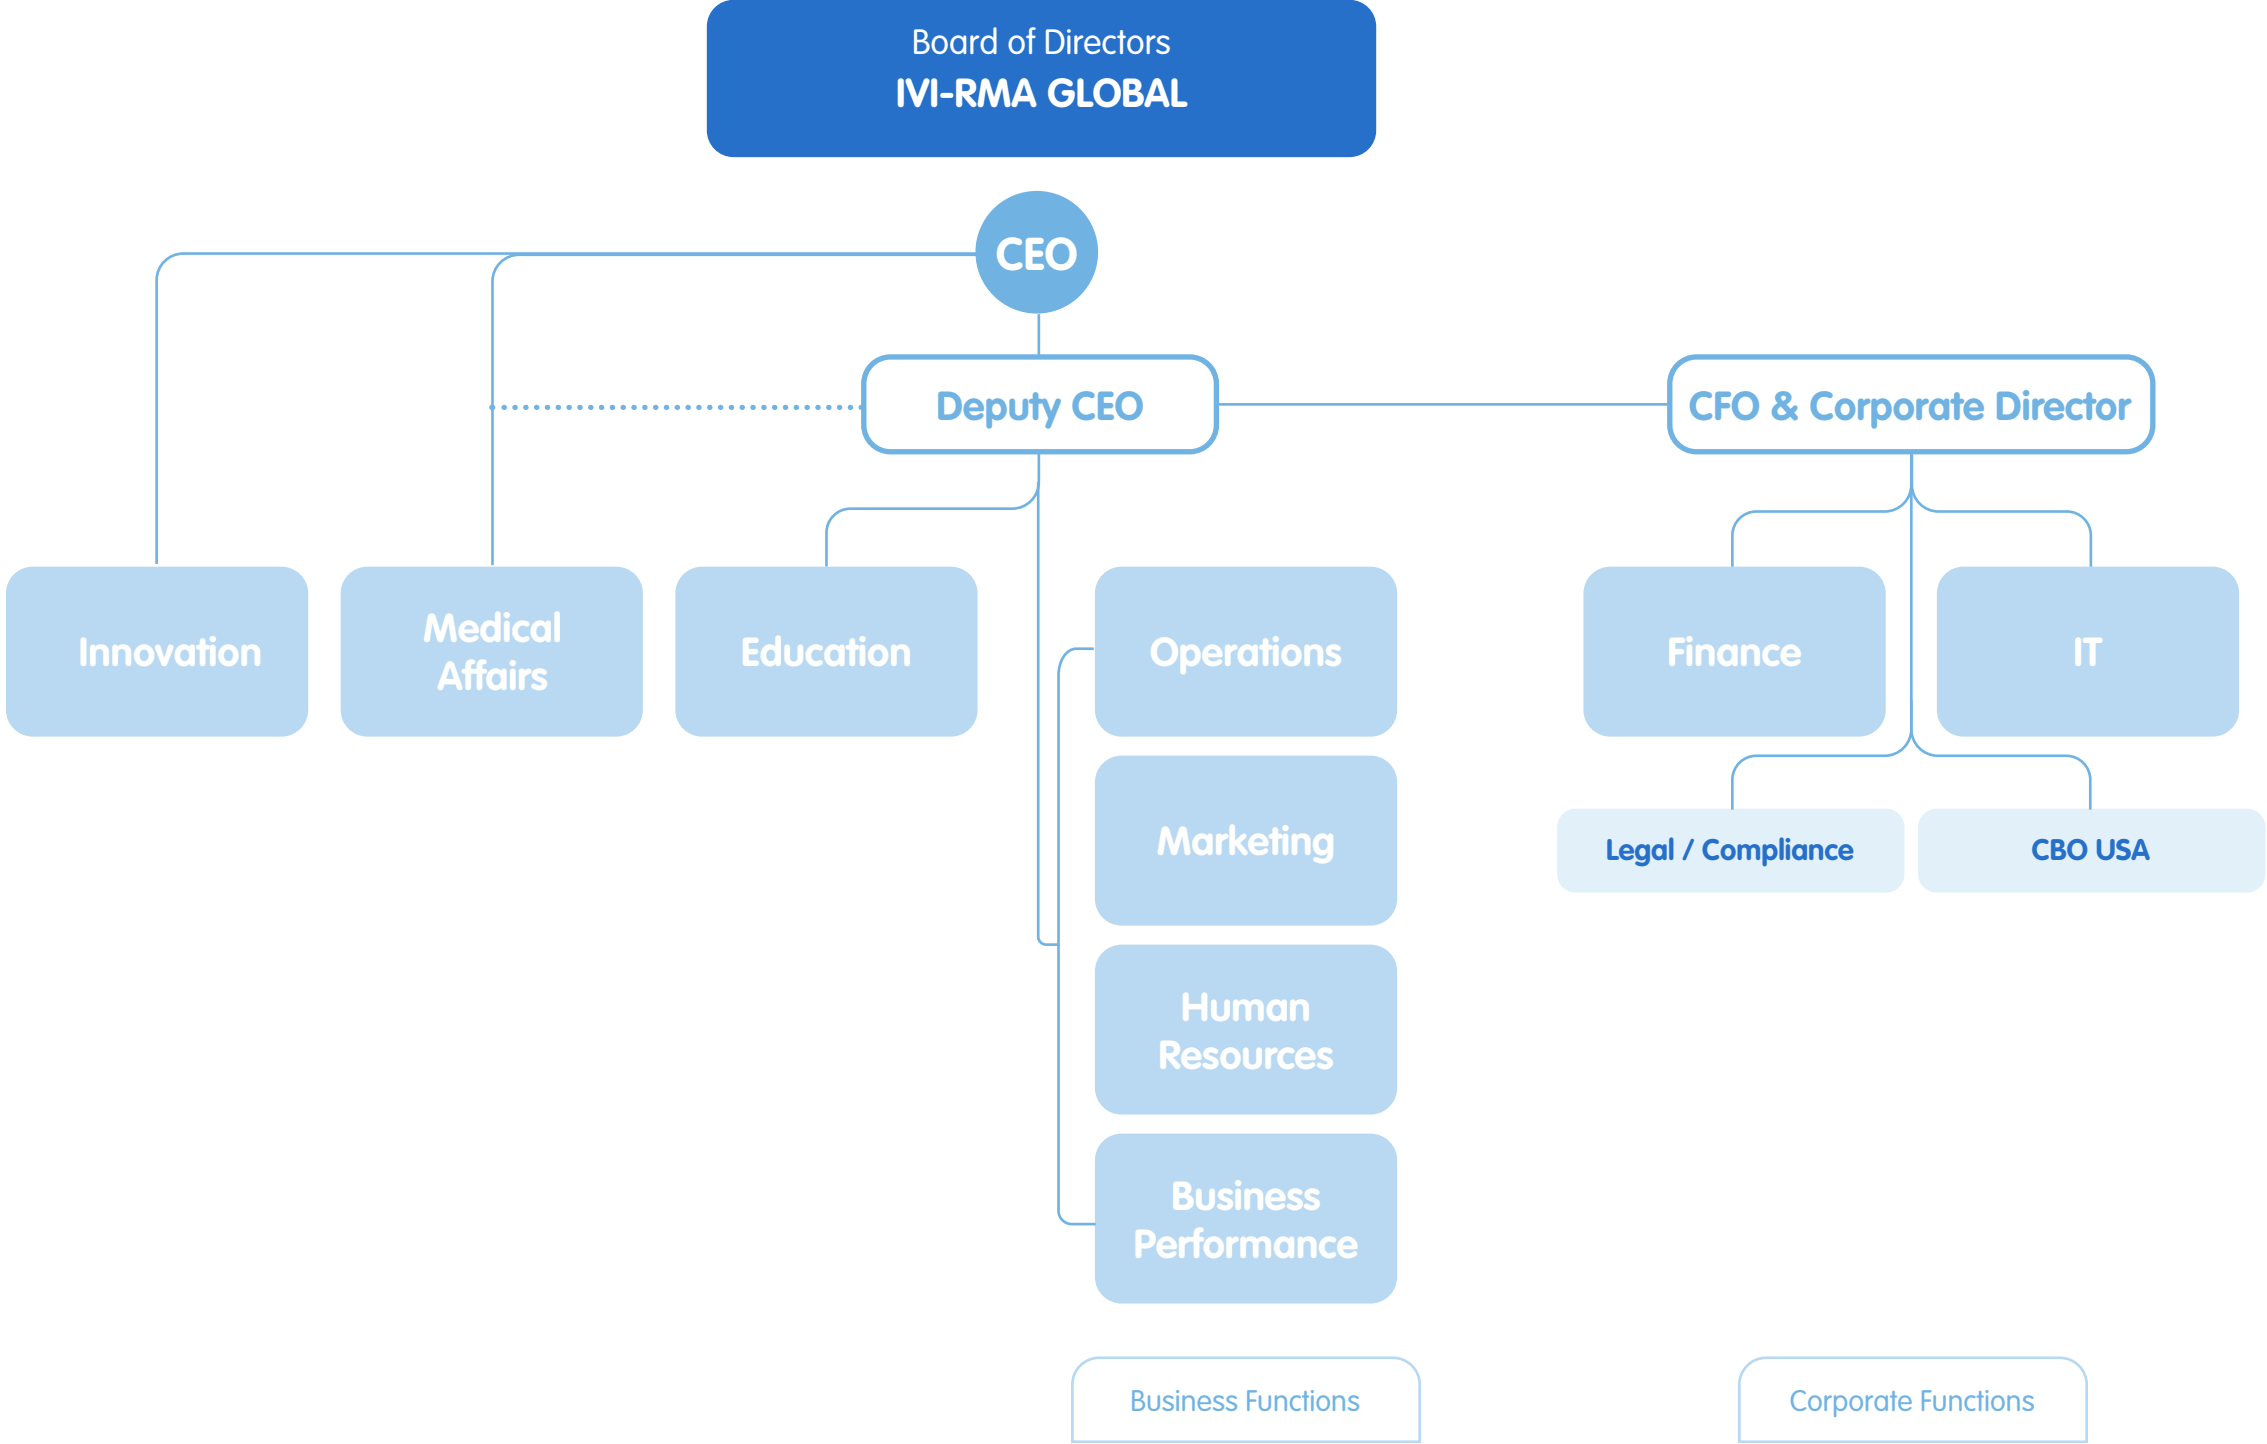 Board of Directors
IVI-RMA GLOBAL
CEO
Deputy CEO
CFO & Corporate Director
Innovation
Medical
Affairs
Education
Operations
Finance
IT
Marketing
Legal / Compliance
CBO USA
Human
Resources
Business
Performance
Business Functions
Corporate Functions